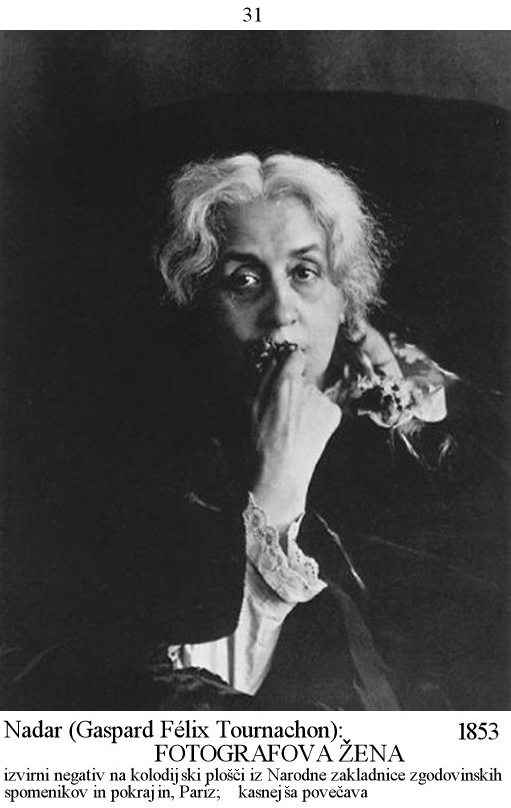 31
Nadar (Gaspard Félix Tournachon): 1853
FOTOGRAFOVA ŽENA
izvirni negativ na kolodijski plošči iz Narodne zakladnice zgodovinskih
spomenikov in pokrajin, Pariz; kasnejša povečava